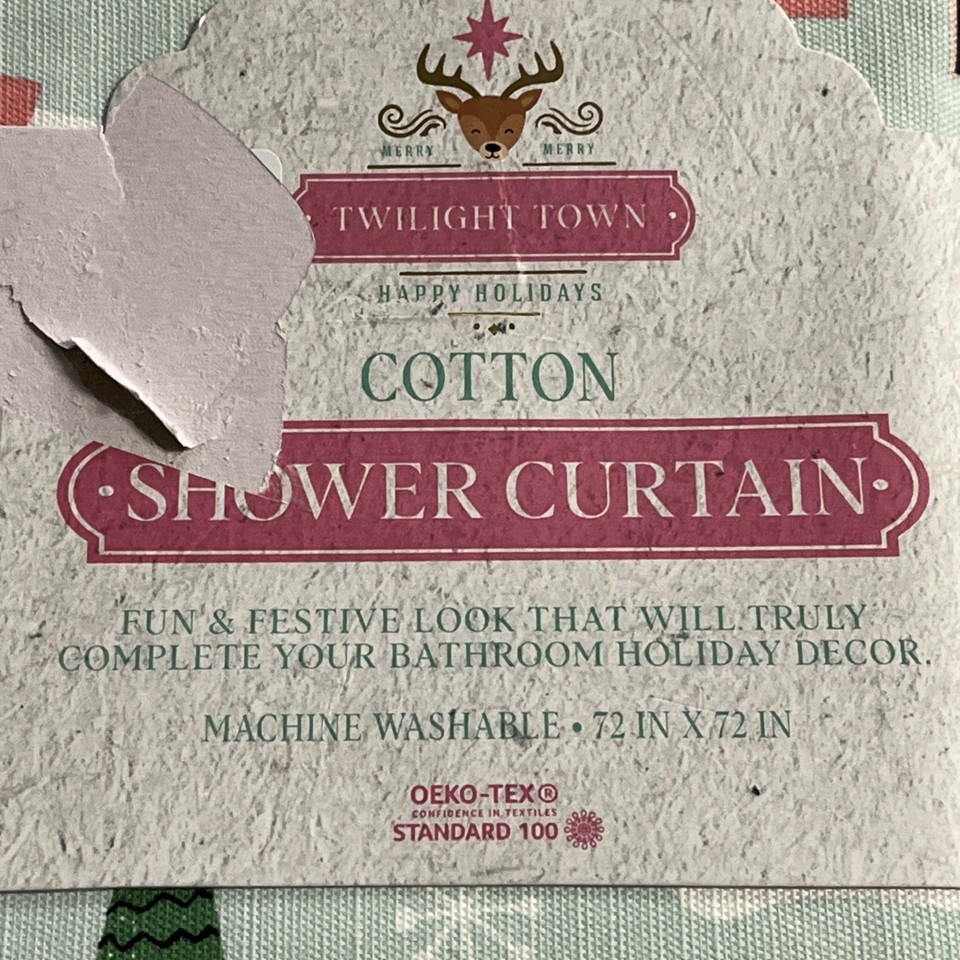 MERRY MERRY
TWILIGHT TOWN
HAPPY HOLIDAYS
COTTON
SHOWER CURTAIN
FUN & FESTIVE LOOK THAT WILL TRULY
COMPLETE YOUR BATHROOM HOLIDAY DECOR.
MACHINE WASHABLE • 72 IN X 72 IN
OEKO-TEX®
CONFIDENCE IN TEXTILES
STANDARD 100